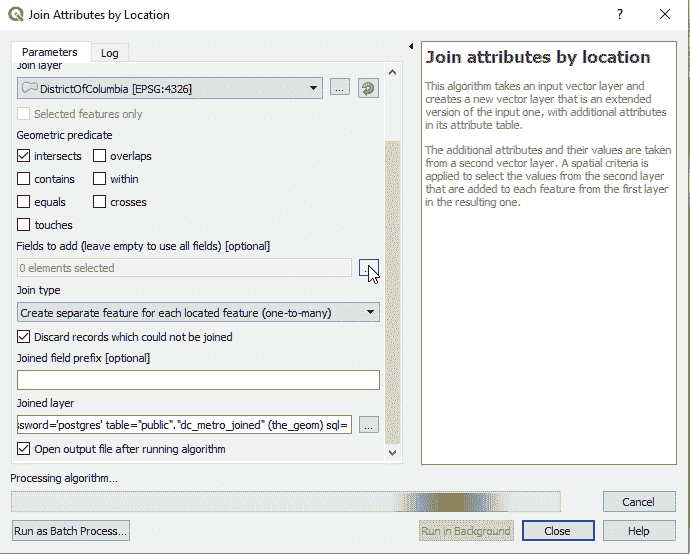 Join Attributes by Location
?
Parameters
Log
Join layer
DistrictOfColumbia [EPSG:4326]
...
Selected features only
Geometric predicate
intersects
overlaps
contains
within
equals
crosses
touches
Fields to add (leave empty to use all fields) [optional]
0 elements selected
Join type
Create separate feature for each located feature (one-to-many)
Discard records which could not be joined
Joined field prefix [optional]
Joined layer
ssword='postgres' table="public"."dc_metro_joined" (the_geom) sql=
...
Open output file after running algorithm
Join attributes by location
This algorithm takes an input vector layer and
creates a new vector layer that is an extended
version of the input one, with additional attributes
in its attribute table.
The additional attributes and their values are taken
from a second vector layer. A spatial criteria is
applied to select the values from the second layer
that are added to each feature from the first layer
in the resulting one.
Processing algorithm...
Cancel
Run as Batch Process...
Run in Background
Close
Help